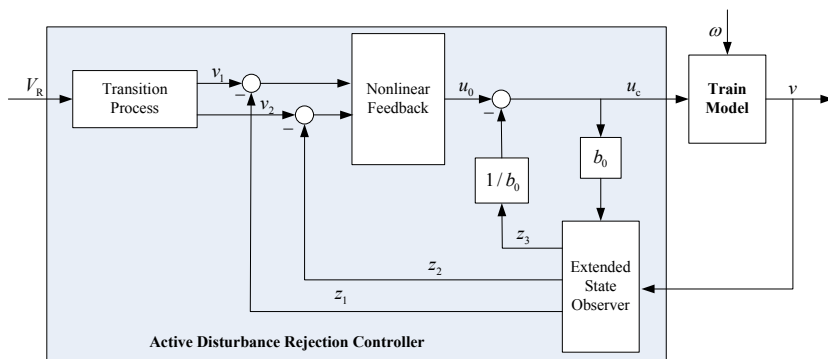 ω
V_R
Transition
Process
v_1
−
v_2
−
Nonlinear
Feedback
u_0
−
u_c
Train
Model
v
b_0
1/b_0
z_3
z_2
z_1
Extended
State
Observer
Active Disturbance Rejection Controller